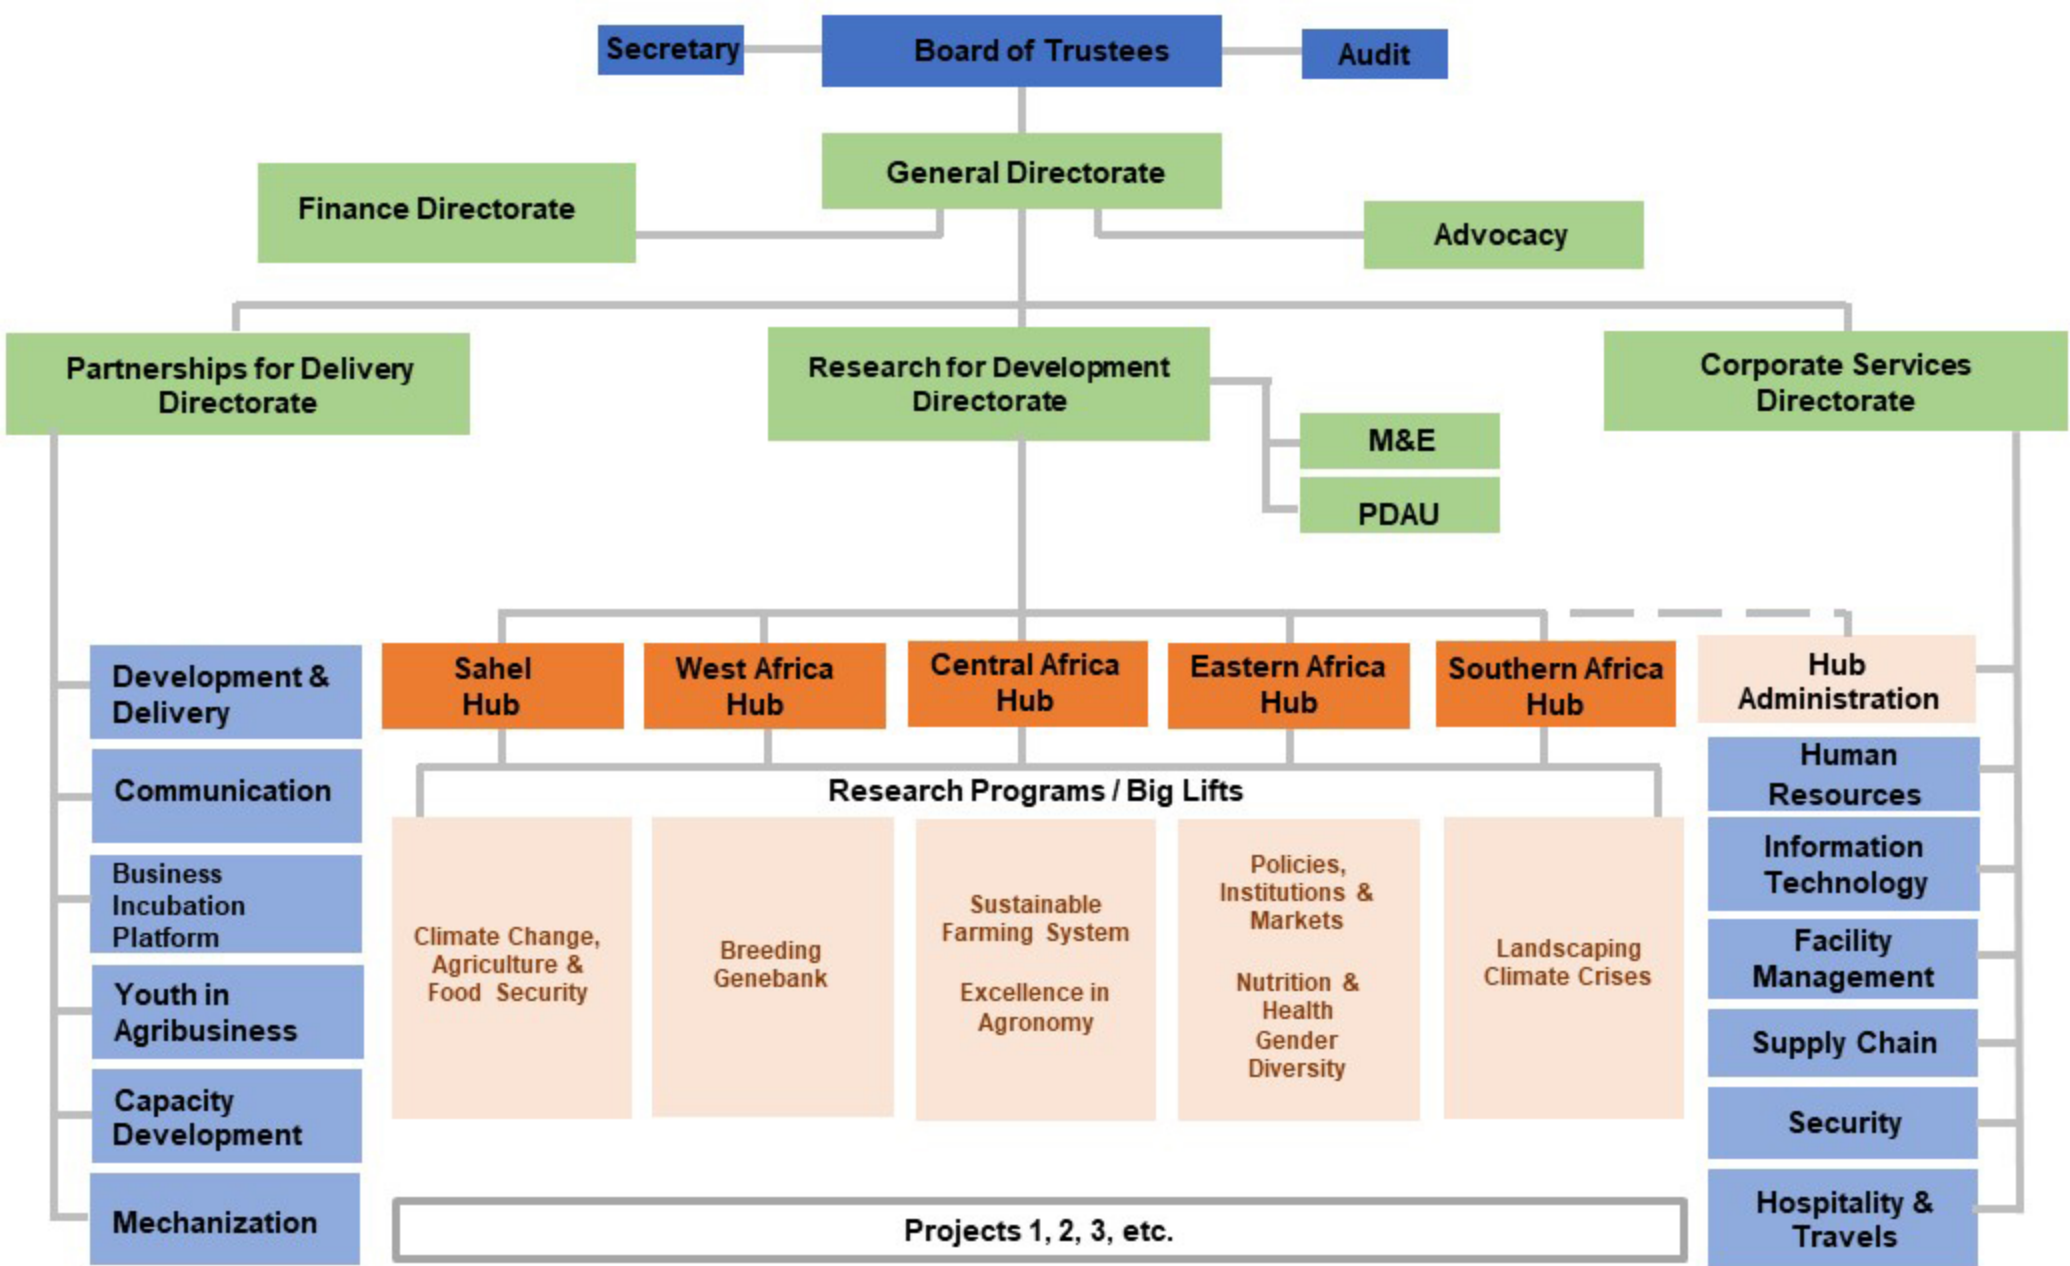 Secretary
Board of Trustees
Audit
General Directorate
Finance Directorate
Advocacy
Partnerships for Delivery
Directorate
Research for Development
Directorate
Corporate Services
Directorate
M&E
PDAU
Development &
Delivery
Communication
Business
Incubation
Platform
Youth in
Agribusiness
Capacity
Development
Mechanization
Sahel
Hub
West Africa
Hub
Central Africa
Hub
Eastern Africa
Hub
Southern Africa
Hub
Hub
Administration
Research Programs / Big Lifts
Climate Change,
Agriculture &
Food Security
Breeding
Genebank
Sustainable
Farming System
Excellence in
Agronomy
Policies,
Institutions &
Markets
Nutrition &
Health
Gender
Diversity
Landscaping
Climate Crises
Human
Resources
Information
Technology
Facility
Management
Supply Chain
Security
Hospitality &
Travels
Projects 1, 2, 3, etc.